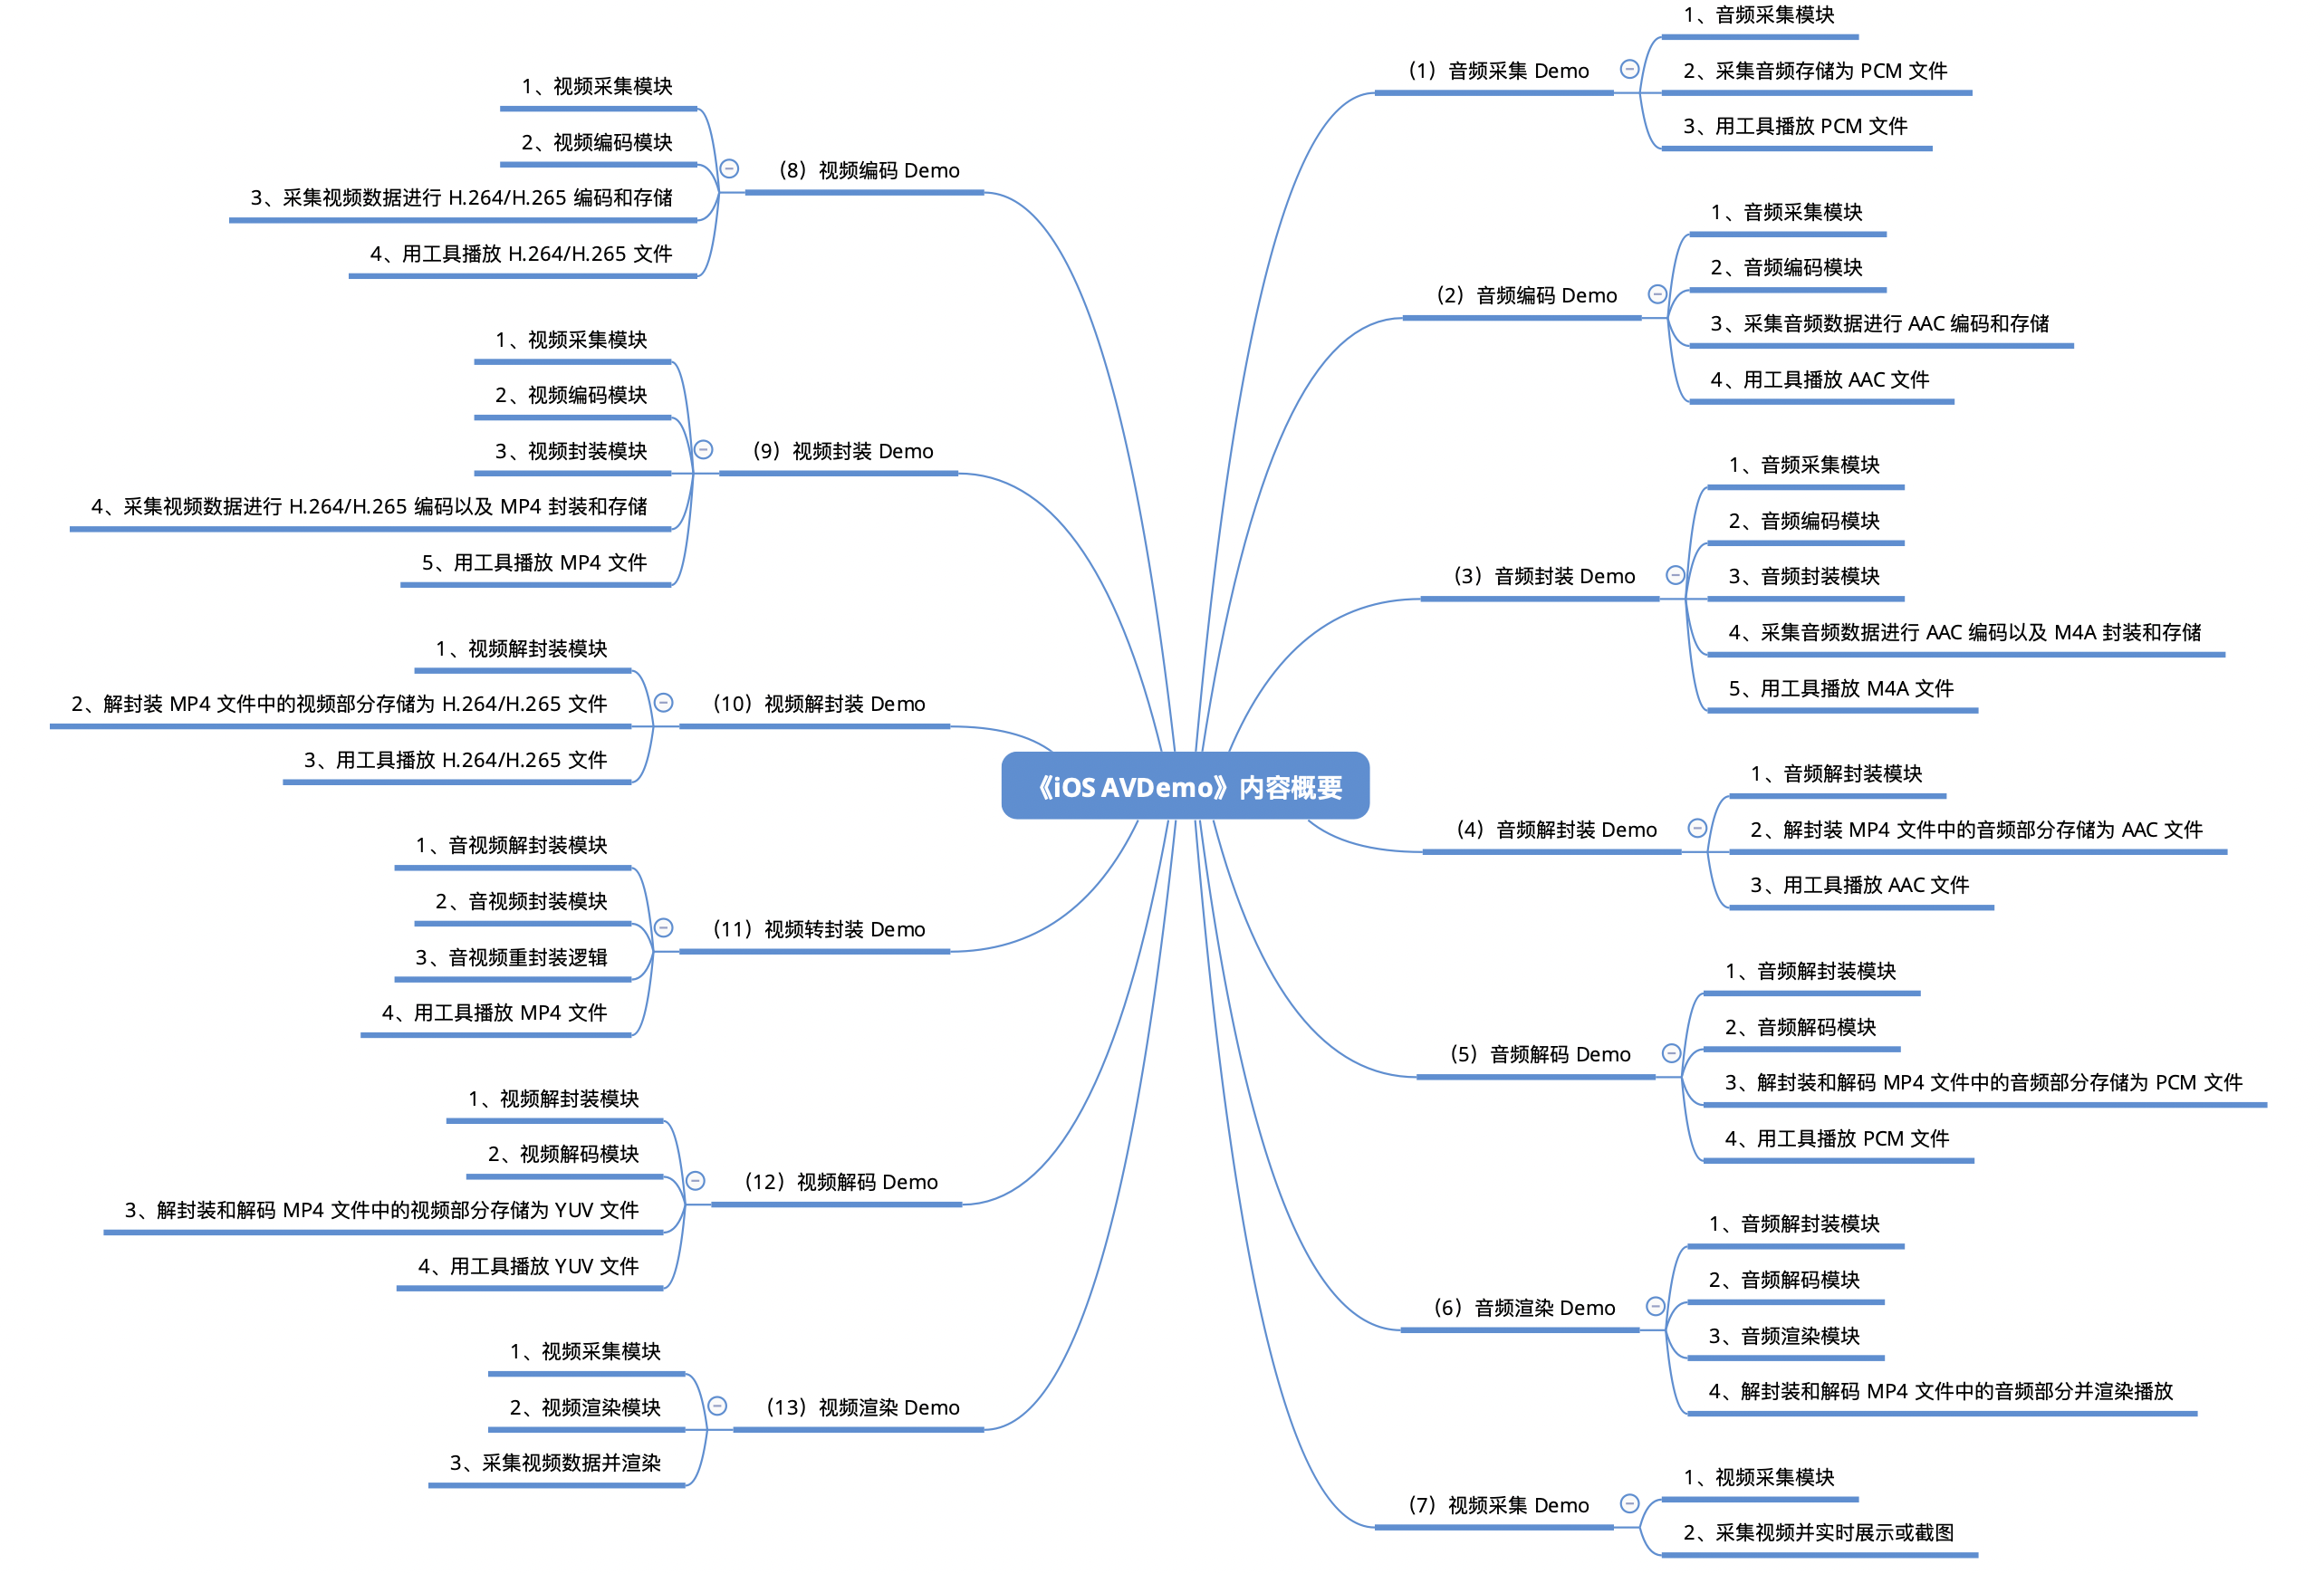 《iOS AVDemo》内容概要
（1）音频采集 Demo
1、音频采集模块
2、采集音频存储为 PCM 文件
3、用工具播放 PCM 文件
（2）音频编码 Demo
1、音频采集模块
2、音频编码模块
3、采集音频数据进行 AAC 编码和存储
4、用工具播放 AAC 文件
（3）音频封装 Demo
1、音频采集模块
2、音频编码模块
3、音频封装模块
4、采集音频数据进行 AAC 编码以及 M4A 封装和存储
5、用工具播放 M4A 文件
（4）音频解封装 Demo
1、音频解封装模块
2、解封装 MP4 文件中的音频部分存储为 AAC 文件
3、用工具播放 AAC 文件
（5）音频解码 Demo
1、音频解封装模块
2、音频解码模块
3、解封装和解码 MP4 文件中的音频部分存储为 PCM 文件
4、用工具播放 PCM 文件
（6）音频渲染 Demo
1、音频解封装模块
2、音频解码模块
3、音频渲染模块
4、解封装和解码 MP4 文件中的音频部分并渲染播放
（7）视频采集 Demo
1、视频采集模块
2、采集视频并实时展示或截图
（8）视频编码 Demo
1、视频采集模块
2、视频编码模块
3、采集视频数据进行 H.264/H.265 编码和存储
4、用工具播放 H.264/H.265 文件
（9）视频封装 Demo
1、视频采集模块
2、视频编码模块
3、视频封装模块
4、采集视频数据进行 H.264/H.265 编码以及 MP4 封装和存储
5、用工具播放 MP4 文件
（10）视频解封装 Demo
1、视频解封装模块
2、解封装 MP4 文件中的视频部分存储为 H.264/H.265 文件
3、用工具播放 H.264/H.265 文件
（11）视频转封装 Demo
1、音视频解封装模块
2、音视频封装模块
3、音视频重封装逻辑
4、用工具播放 MP4 文件
（12）视频解码 Demo
1、视频解封装模块
2、视频解码模块
3、解封装和解码 MP4 文件中的视频部分存储为 YUV 文件
4、用工具播放 YUV 文件
（13）视频渲染 Demo
1、视频采集模块
2、视频渲染模块
3、采集视频数据并渲染